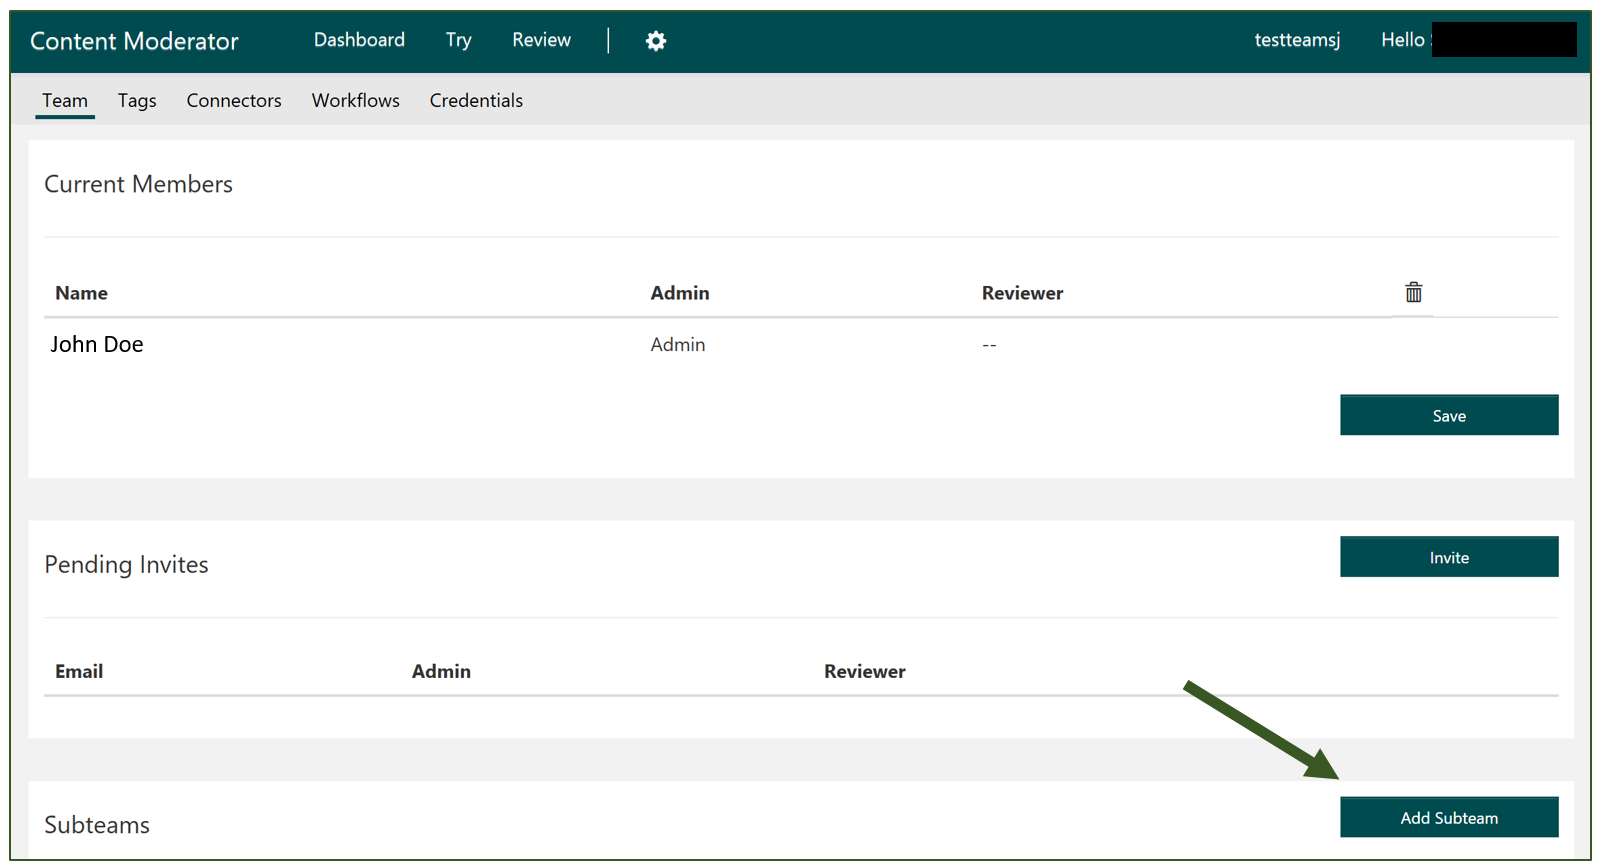 Content Moderator Dashboard Try Review testteamsj Hello
Team Tags Connectors Workflows Credentials
Current Members
Name Admin Reviewer
John Doe Admin --
Save
Pending Invites Invite
Email Admin Reviewer
Subteams Add Subteam